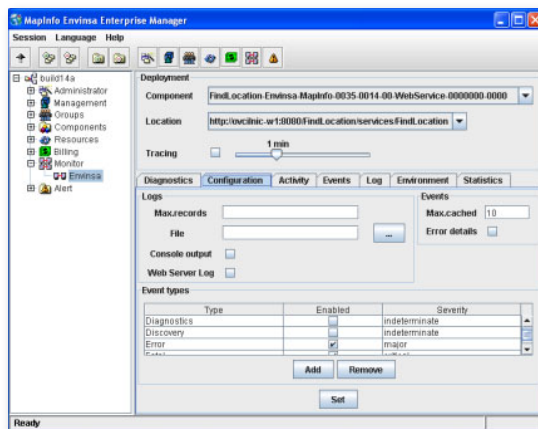 MapInfo Envinsa Enterprise Manager
Session Language Help
build14a
Administrator
Management
Groups
Components
Resources
Billing
Monitor
Envinsa
Alert
Deployment
Component FindLocation-Envinsa-MapInfo-0035-0014-00-WebService-0000000-0000
Location http://ovcilnic-w1:8080/FindLocation/services/FindLocation
1 min
Tracing
Diagnostics Configuration Activity Events Log Environment Statistics
Logs Events
Max.records Max.cached 10
File ... Error details
Console output
Web Server Log
Event types
Type Enabled Severity
Diagnostics indeterminate
Discovery indeterminate
Error major
Add Remove
Set
Ready